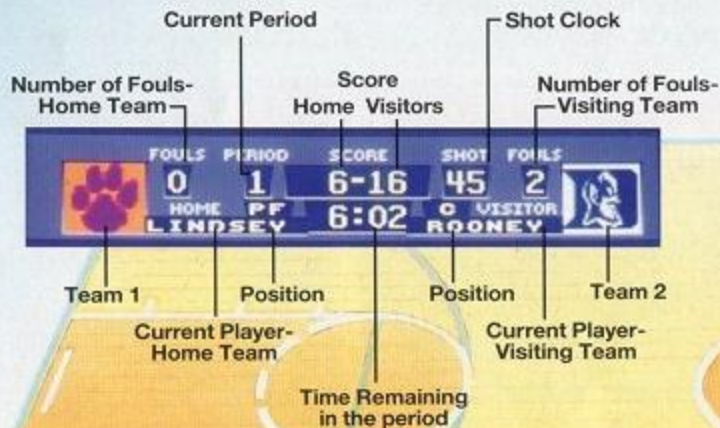 Current Period
Shot Clock
Number of Fouls-
Home Team
Score
Home Visitors
Number of Fouls-
Visiting Team
FOULS PERIOD SCORE SHOT FOULS
0 1 6-16 45 2
HOME PF 6:02 C VISITOR
LINDSEY ROONEY
Team 1
Position
Position
Team 2
Current Player-
Home Team
Current Player-
Visiting Team
Time Remaining
in the period